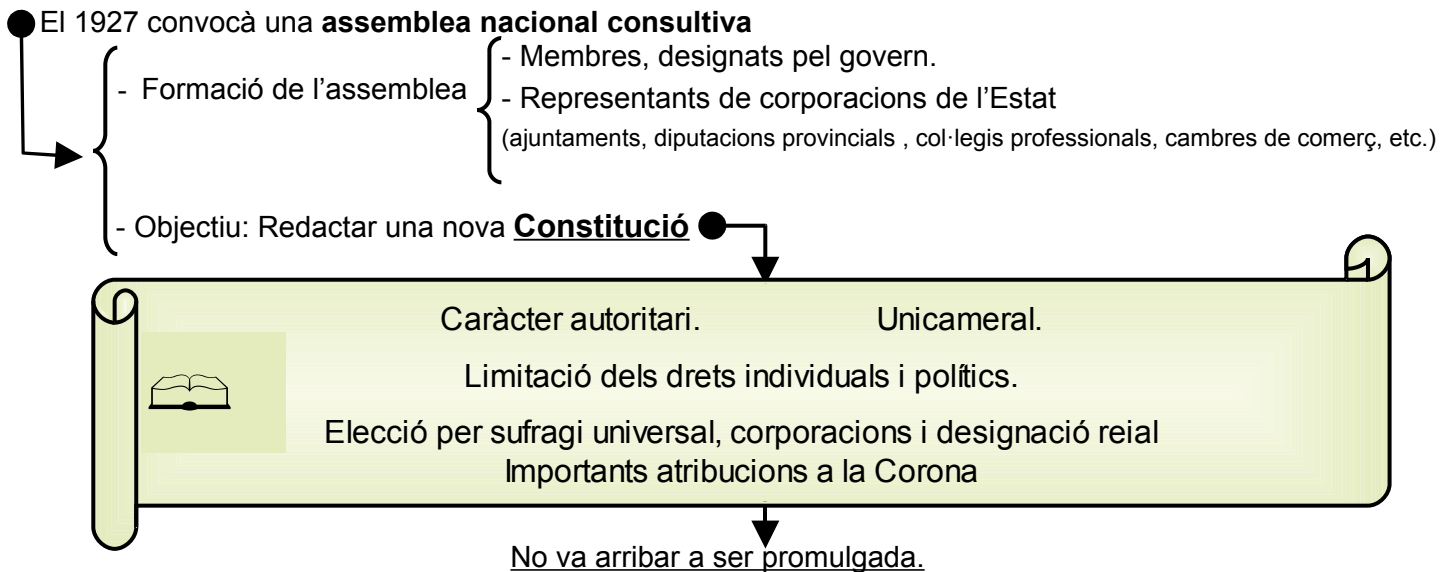 El 1927 convocà una assemblea nacional consultiva
- Formació de l’assemblea
- Membres, designats pel govern.
- Representants de corporacions de l’Estat
(ajuntaments, diputacions provincials , col·legis professionals, cambres de comerç, etc.)
- Objectiu: Redactar una nova Constitució
Caràcter autoritari. Unicameral.
Limitació dels drets individuals i polítics.
Elecció per sufragi universal, corporacions i designació reial
Importants atribucions a la Corona
No va arribar a ser promulgada.